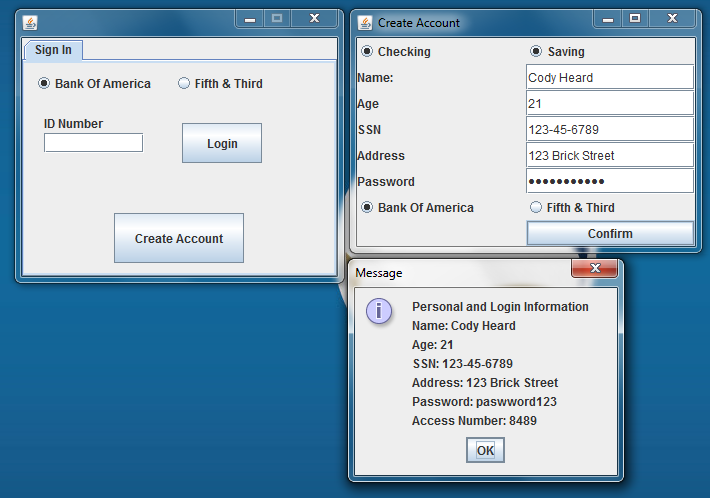 Sign In
Bank Of America Fifth & Third
ID Number
Login
Create Account
Create Account
Checking Saving
Name: Cody Heard
Age 21
SSN 123-45-6789
Address 123 Brick Street
Password •••••••••••
Bank Of America Fifth & Third
Confirm
Message
Personal and Login Information
Name: Cody Heard
Age: 21
SSN: 123-45-6789
Address: 123 Brick Street
Password: paswword123
Access Number: 8489
OK